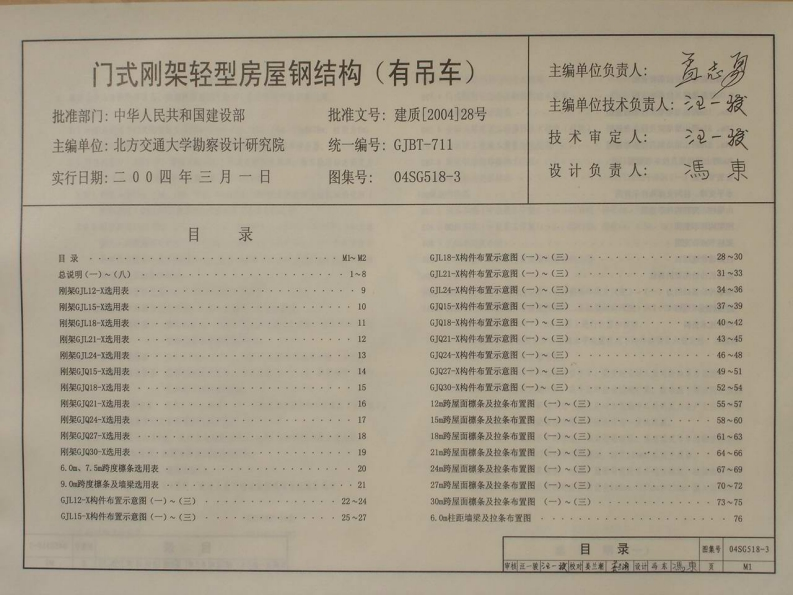 门式刚架轻型房屋钢结构（有吊车）
批准部门: 中华人民共和国建设部 批准文号: 建质[2004]28号
主编单位: 北方交通大学勘察设计研究院 统一编号: GJBT-711
实行日期: 二００四年三月一日 图集号: 04SG518-3
主编单位负责人: 孟志勇
主编单位技术负责人: 汪一骏
技术审定人: 汪一骏
设计负责人: 冯東
目 录
目 录 M1~M2
总说明(一)~(八) 1~8
刚架GJL12-X选用表 9
刚架GJL15-X选用表 10
刚架GJL18-X选用表 11
刚架GJL21-X选用表 12
刚架GJL24-X选用表 13
刚架GJQ15-X选用表 14
刚架GJQ18-X选用表 15
刚架GJQ21-X选用表 16
刚架GJQ24-X选用表 17
刚架GJQ27-X选用表 18
刚架GJQ30-X选用表 19
6.0m、7.5m跨度檩条选用表 20
9.0m跨度檩条及墙梁选用表 21
GJL12-X构件布置示意图(一)~(三) 22~24
GJL15-X构件布置示意图(一)~(三) 25~27
GJL18-X构件布置示意图(一)~(三) 28~30
GJL21-X构件布置示意图(一)~(三) 31~33
GJL24-X构件布置示意图(一)~(三) 34~36
GJQ15-X构件布置示意图(一)~(三) 37~39
GJQ18-X构件布置示意图(一)~(三) 40~42
GJQ21-X构件布置示意图(一)~(三) 43~45
GJQ24-X构件布置示意图(一)~(三) 46~48
GJQ27-X构件布置示意图(一)~(三) 49~51
GJQ30-X构件布置示意图(一)~(三) 52~54
12m跨屋面檩条及拉条布置图 (一)~(三) 55~57
15m跨屋面檩条及拉条布置图 (一)~(三) 58~60
18m跨屋面檩条及拉条布置图 (一)~(三) 61~63
21m跨屋面檩条及拉条布置图 (一)~(三) 64~66
24m跨屋面檩条及拉条布置图 (一)~(三) 67~69
27m跨屋面檩条及拉条布置图 (一)~(三) 70~72
30m跨屋面檩条及拉条布置图 (一)~(三) 73~75
6.0m柱距墙梁及拉条布置图 76
目 录 图集号 04SG518-3
审核 汪一骏 汪一骏 校对 设计 冯东 冯東 页 M1